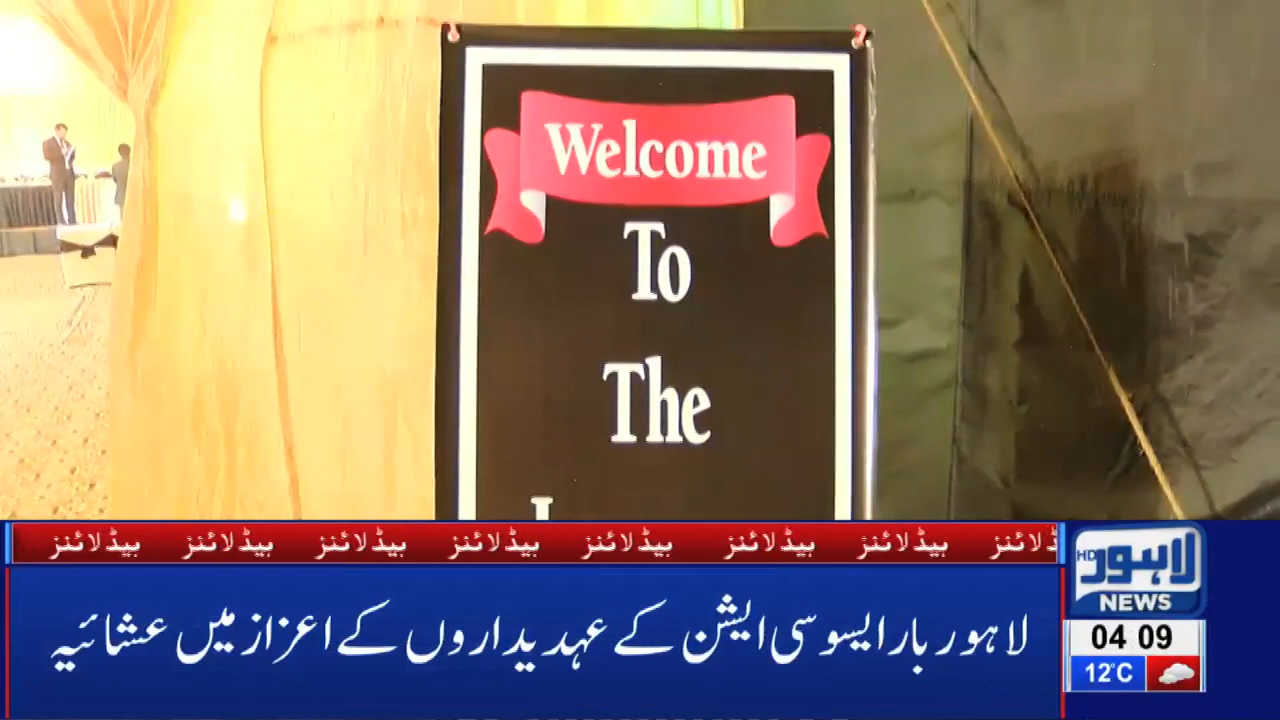 Welcome
To
The
ہیڈلائنز ہیڈلائنز ہیڈلائنز ہیڈلائنز ہیڈلائنز ہیڈلائنز ہیڈلائنز
لاہور بار ایسوسی ایشن کے عہدیداروں کے اعزاز میں عشائیہ
لاہور HD
NEWS
04 09
12°C